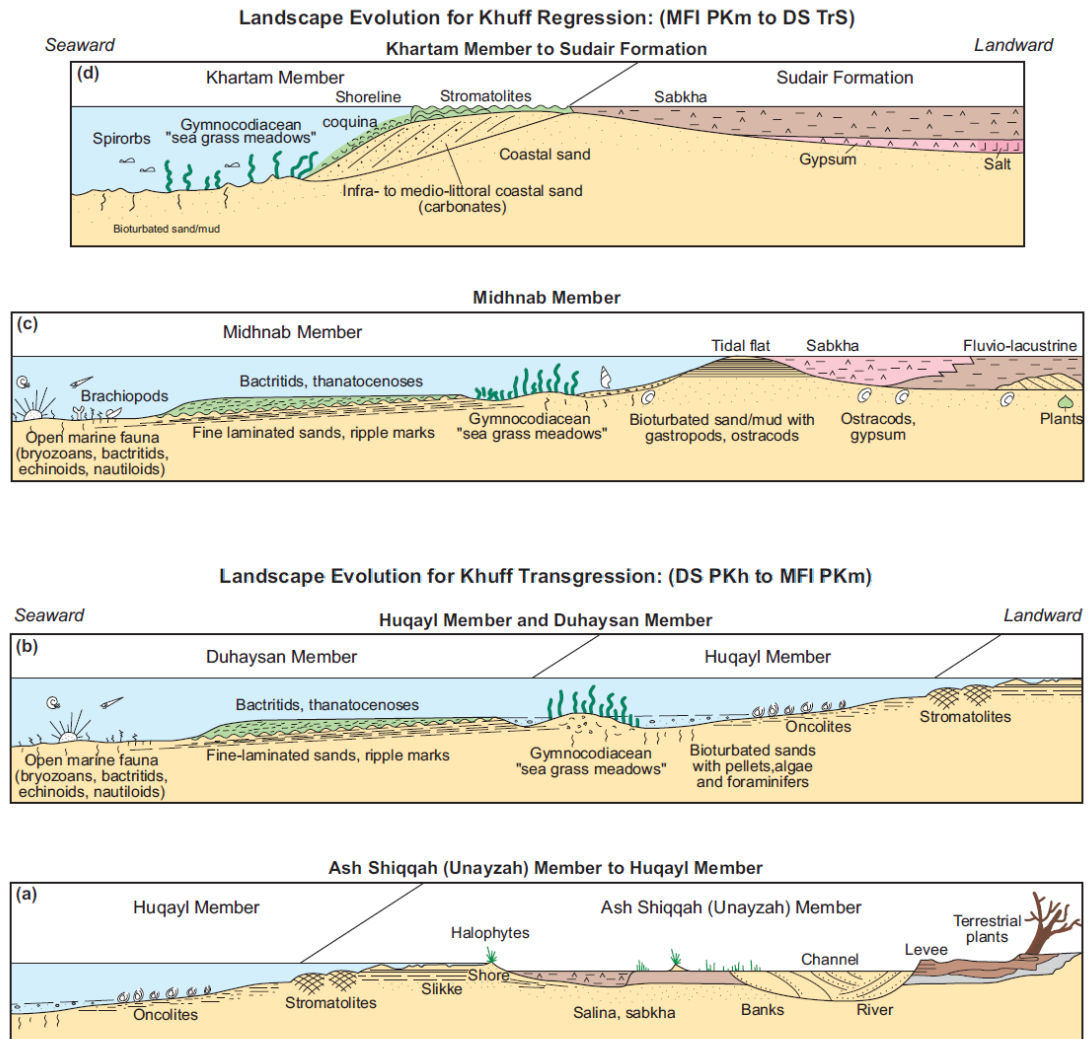 Landscape Evolution for Khuff Regression: (MFI PKm to DS TrS)
Seaward
Khartam Member to Sudair Formation
Landward
(d)
Khartam Member
Sudair Formation
Shoreline
Stromatolites
Sabkha
coquina
Gymnocodiacean
"sea grass meadows"
Spirorbs
Coastal sand
Gypsum
Salt
Infra- to medio-littoral coastal sand
(carbonates)
Bioturbated sand/mud
Midhnab Member
(c)
Midhnab Member
Tidal flat
Sabkha
Fluvio-lacustrine
Bactritids, thanatocenoses
Brachiopods
Open marine fauna
(bryozoans, bactritids,
echinoids, nautiloids)
Fine laminated sands, ripple marks
Gymnocodiacean
"sea grass meadows"
Bioturbated sand/mud with
gastropods, ostracods
Ostracods,
gypsum
Plants
Landscape Evolution for Khuff Transgression: (DS PKh to MFI PKm)
Seaward
Huqayl Member and Duhaysan Member
Landward
(b)
Duhaysan Member
Huqayl Member
Bactritids, thanatocenoses
Oncolites
Stromatolites
Open marine fauna
(bryozoans, bactritids,
echinoids, nautiloids)
Fine-laminated sands, ripple marks
Gymnocodiacean
"sea grass meadows"
Bioturbated sands
with pellets,algae
and foraminifers
Ash Shiqqah (Unayzah) Member to Huqayl Member
(a)
Huqayl Member
Ash Shiqqah (Unayzah) Member
Halophytes
Terrestrial
plants
Levee
Channel
Shore
Slikke
Stromatolites
Oncolites
Salina, sabkha
Banks
River